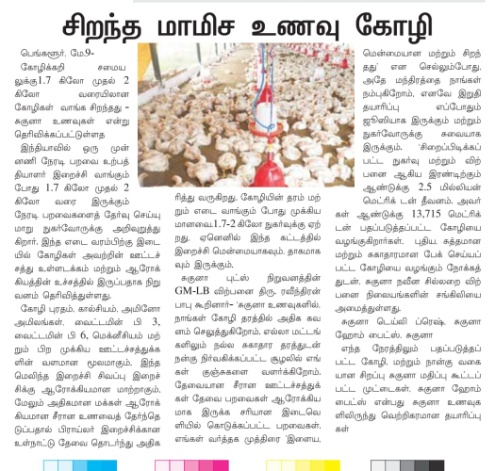 சிறந்த மாமிச உணவு கோழி
பெங்களூர். மே.9-
கோழிக்கறி சமைய
லுக்கு1.7 கிலோ முதல் 2
கிலோ வரையிலான
கோழிகள் வாங்க சிறந்தது -
சுகுனா உணவுகள் என்று
தெரிவிக்கப்பட்டுள்ளத
இந்தியாவில் ஒரு முன்
னணி நேரடி பறவை உற்பத்
தியாளர் இறைச்சி வாங்கும்
போது 1.7 கிலோ முதல் 2
கிலோ வரை இருக்கும்
நேரடி பறவைகளைத் தேர்வு செய்யு
மாறு நுகர்வோருக்கு அறிவுறுத்து
கிறார். இந்த எடை வரம்பிற்கு இடை
யில் கோழிகள் அவற்றின் ஊட்டச்
சத்து உள்ளடக்கம் மற்றும் ஆரோக்
கியத்தின் உச்சத்தில் இருப்பதாக நிறு
வனம் தெரிவித்துள்ளது.
கோழி புரதம், கால்சியம், அமினோ
அமிலங்கள், வைட்டமின் பி 3,
வைட்டமின் பி 6, மெக்னீசியம் மற்
றும் பிற முக்கிய ஊட்டச்சத்துக்க
ளின் வளமான மூலமாகும். இந்த
மெலிந்த இறைச்சி சிவப்பு இறைச்
சிக்கு ஆரோக்கியமான மாற்றாகும்,
மேலும் அதிகமான மக்கள் ஆரோக்
கியமான சீரான உணவைத் தேர்ந்தெ
டுப்பதால் பிராய்லர் இறைச்சிக்கான
உள்நாட்டு தேவை தொடர்ந்து அதிக
ரித்து வருகிறது. கோழியின் தரம் மற்
றும் எடை வாங்கும் போது முக்கிய
மானவை.1.7-2 கிலோ நுகர்வுக்கு ஏற்
றது. ஏனெனில் இந்த கட்டத்தில்
இறைச்சி மென்மையாகவும், தாகமாக
வும் இருக்கும்.
சுகுனா புட்ஸ் நிறுவனத்தின்
GM-LB விற்பனை திரு. ரவீந்திரன்
பாபு கூறினார்- 'சுகுனா உணவுகளில்,
நாங்கள் கோழி தரத்தில் அதிக கவ
னம் செலுத்துகிறோம், எல்லா மட்டங்
களிலும் நல்ல சுகாதார தரத்துடன்
நன்கு நிர்வகிக்கப்பட்ட சூழலில் எங்
கள் குஞ்சுகளை வளர்க்கிறோம்.
தேவையான சீரான ஊட்டச்சத்துக்
கள் தேவை பறவைகள் ஆரோக்கிய
மாக இருக்க சரியான இடைவெ
ளியில் கொடுக்கப்பட்ட பறவைகள்.
எங்கள் வர்த்தக முத்திரை 'இளைய,
மென்மையான மற்றும் சிறந்
தது' என செல்லும்போது,
அதே மந்திரத்தை நாங்கள்
நம்புகிறோம், எனவே இறுதி
தயாரிப்பு எப்போதும்
ஜூஸியாக இருக்கும் மற்றும்
நுகர்வோருக்கு சுவையாக
இருக்கும். 'சிறைப்பிடிக்கப்
பட்ட நுகர்வு மற்றும் விற்
பனை ஆகிய இரண்டிற்கும்
ஆண்டுக்கு 2.5 மில்லியன்
மெட்ரிக் டன் தீவனம். அவர்
கள் ஆண்டுக்கு 13,715 மெட்ரிக்
டன் பதப்படுத்தப்பட்ட கோழியை
வழங்குகிறார்கள். புதிய சுத்தமான
மற்றும் சுகாதாரமான பேக் செய்யப்
பட்ட கோழியை வழங்கும் நோக்கத்
துடன், சுகுனா நவீன சில்லறை விற்
பனை நிலையங்களின் சங்கிலியை
அமைத்துள்ளது.
சுகுனா டெய்லி ப்ரெஷ். சுகுனா
ஹோம் பைட்ஸ். சுகுனா
எந்த நேரத்திலும் பதப்படுத்தப்
பட்ட கோழி. மற்றும் நான்கு வகை
யான சிறப்பு சுகுனா மதிப்பு கூட்டப்
பட்ட முட்டைகள். சுகுனா ஹோம்
பைட்ஸ் என்பது சுகுனா உணவுக
ளிலிருந்து வெற்றிகரமான தயாரிப்பு
கள்